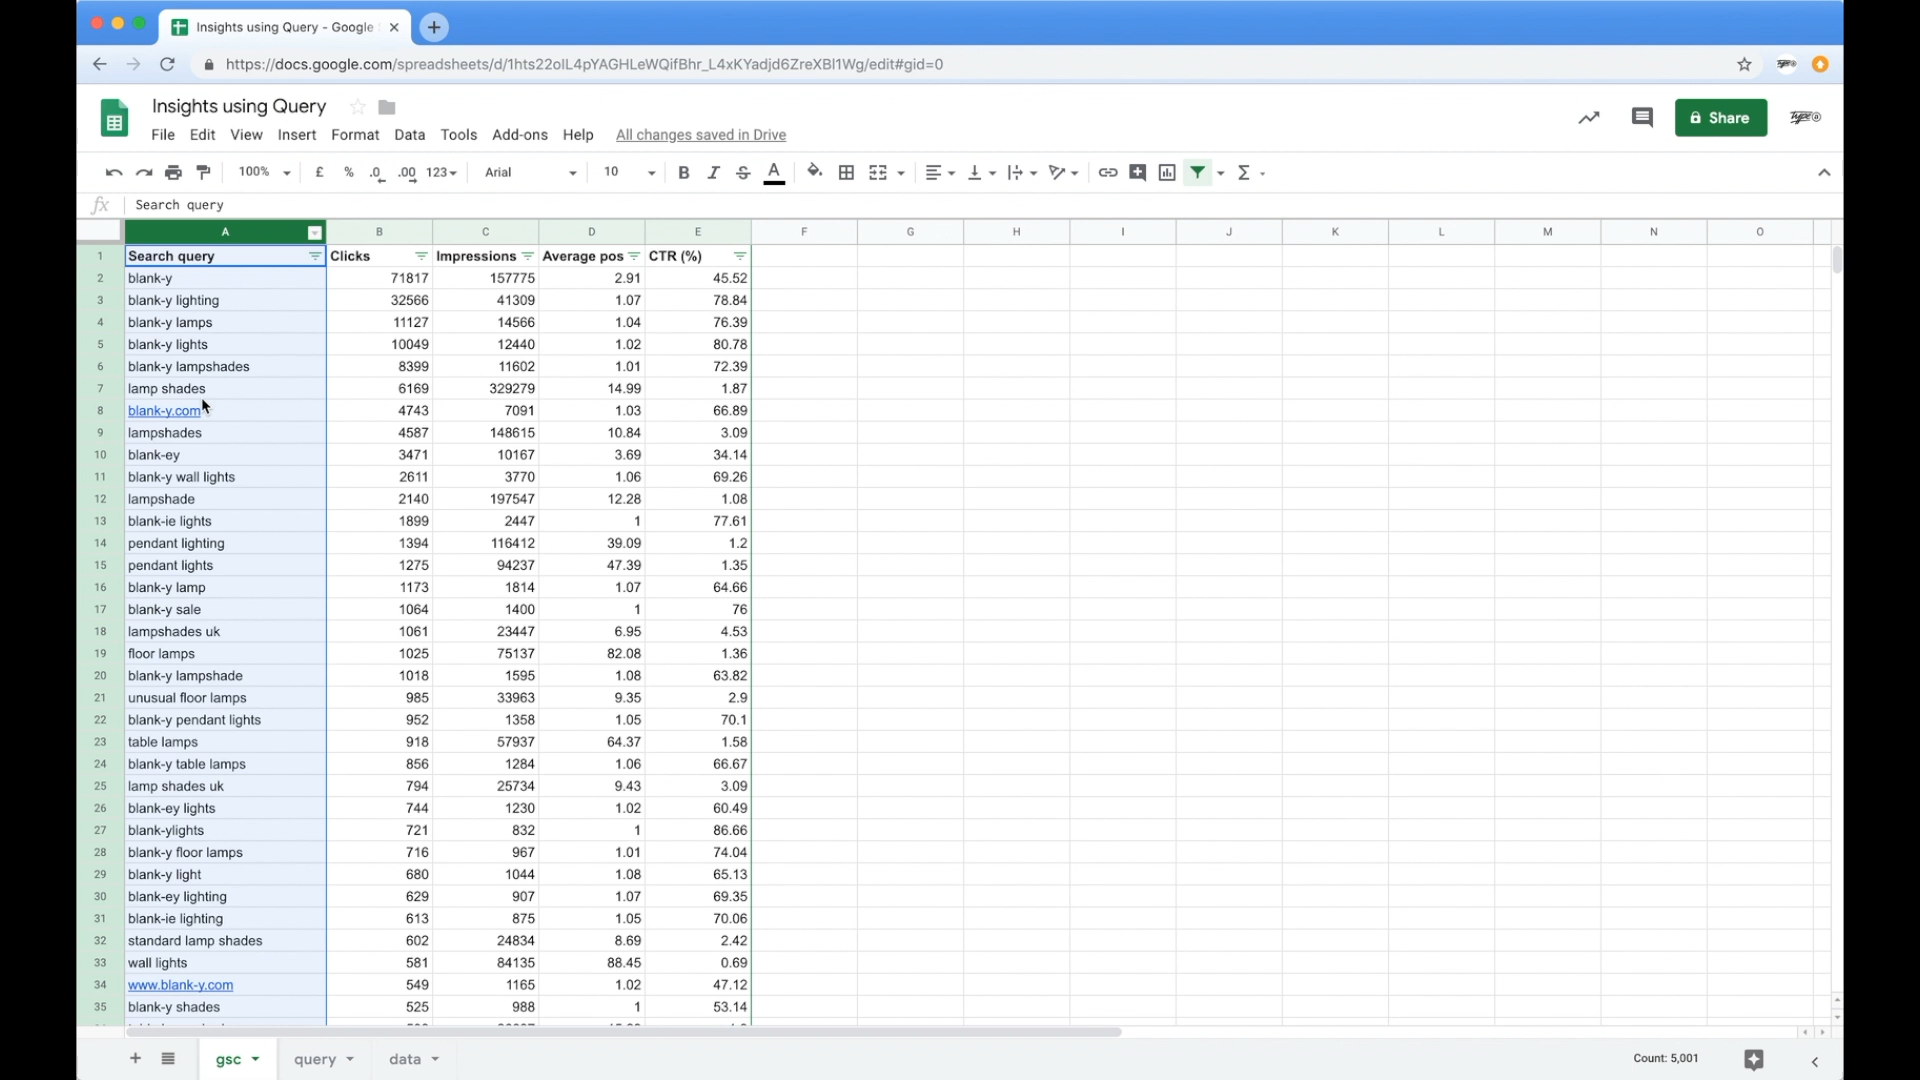 Insights using Query - Google
https://docs.google.com/spreadsheets/d/1hts22oIL4pYAGHLeWQifBhr_L4xKYadjd6ZreXBI1Wg/edit#gid=0
Insights using Query
File Edit View Insert Format Data Tools Add-ons Help All changes saved in Drive
Share
100% £ % .0 .00 123 Arial 10 B I S A Σ
fx Search query
A B C D E F G H I J K L M N O
1 Search query Clicks Impressions Average pos CTR (%)
2 blank-y 71817 157775 2.91 45.52
3 blank-y lighting 32566 41309 1.07 78.84
4 blank-y lamps 11127 14566 1.04 76.39
5 blank-y lights 10049 12440 1.02 80.78
6 blank-y lampshades 8399 11602 1.01 72.39
7 lamp shades 6169 329279 14.99 1.87
8 blank-y.com 4743 7091 1.03 66.89
9 lampshades 4587 148615 10.84 3.09
10 blank-ey 3471 10167 3.69 34.14
11 blank-y wall lights 2611 3770 1.06 69.26
12 lampshade 2140 197547 12.28 1.08
13 blank-ie lights 1899 2447 1 77.61
14 pendant lighting 1394 116412 39.09 1.2
15 pendant lights 1275 94237 47.39 1.35
16 blank-y lamp 1173 1814 1.07 64.66
17 blank-y sale 1064 1400 1 76
18 lampshades uk 1061 23447 6.95 4.53
19 floor lamps 1025 75137 82.08 1.36
20 blank-y lampshade 1018 1595 1.08 63.82
21 unusual floor lamps 985 33963 9.35 2.9
22 blank-y pendant lights 952 1358 1.05 70.1
23 table lamps 918 57937 64.37 1.58
24 blank-y table lamps 856 1284 1.06 66.67
25 lamp shades uk 794 25734 9.43 3.09
26 blank-ey lights 744 1230 1.02 60.49
27 blank-ylights 721 832 1 86.66
28 blank-y floor lamps 716 967 1.01 74.04
29 blank-y light 680 1044 1.08 65.13
30 blank-ey lighting 629 907 1.07 69.35
31 blank-ie lighting 613 875 1.05 70.06
32 standard lamp shades 602 24834 8.69 2.42
33 wall lights 581 84135 88.45 0.69
34 www.blank-y.com 549 1165 1.02 47.12
35 blank-y shades 525 988 1 53.14
gsc query data Count: 5,001